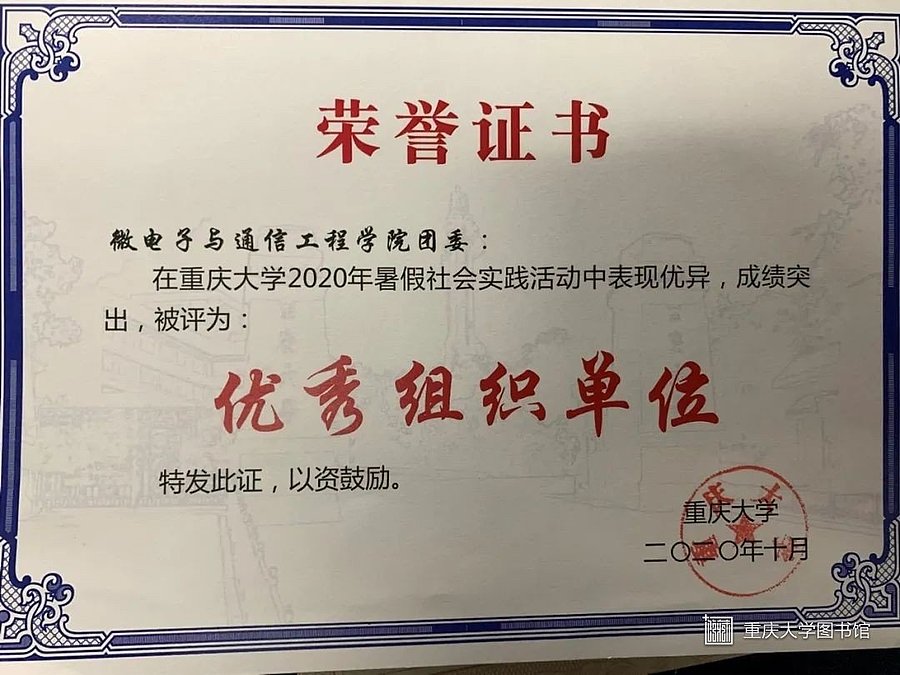 荣誉证书
微电子与通信工程学院团委：
在重庆大学2020年暑假社会实践活动中表现优异，成绩突
出，被评为：
优秀组织单位
特发此证，以资鼓励。
重庆大学
二〇二〇年十月
重庆大学
重庆大学图书馆